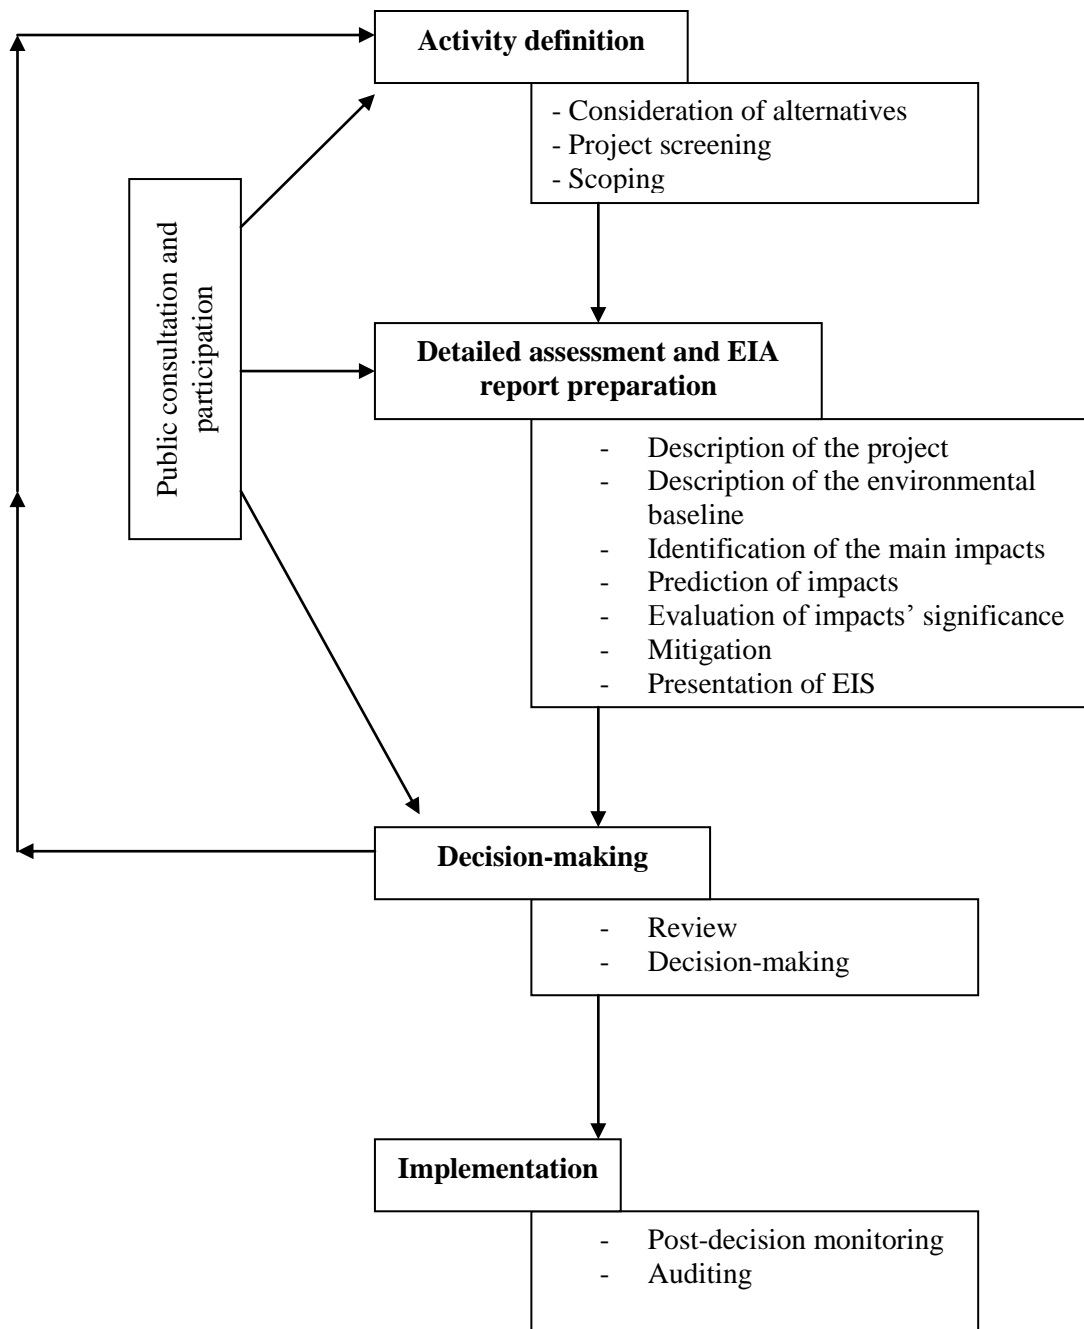 Activity definition
- Consideration of alternatives
- Project screening
- Scoping
Public consultation and
participation
Detailed assessment and EIA
report preparation
- Description of the project
- Description of the environmental
baseline
- Identification of the main impacts
- Prediction of impacts
- Evaluation of impacts’ significance
- Mitigation
- Presentation of EIS
Decision-making
- Review
- Decision-making
Implementation
- Post-decision monitoring
- Auditing